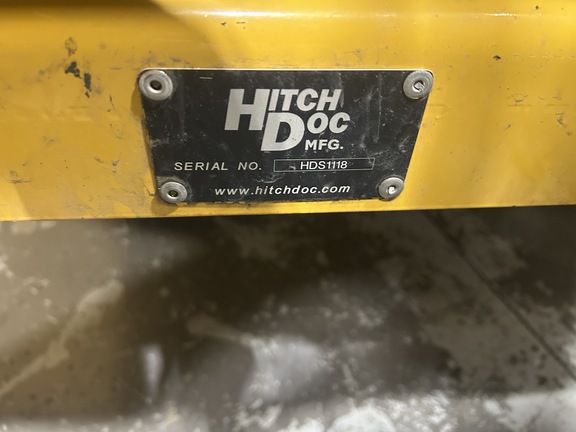 HITCH
DOC
MFG.
SERIAL NO. HDS1118
www.hitchdoc.com